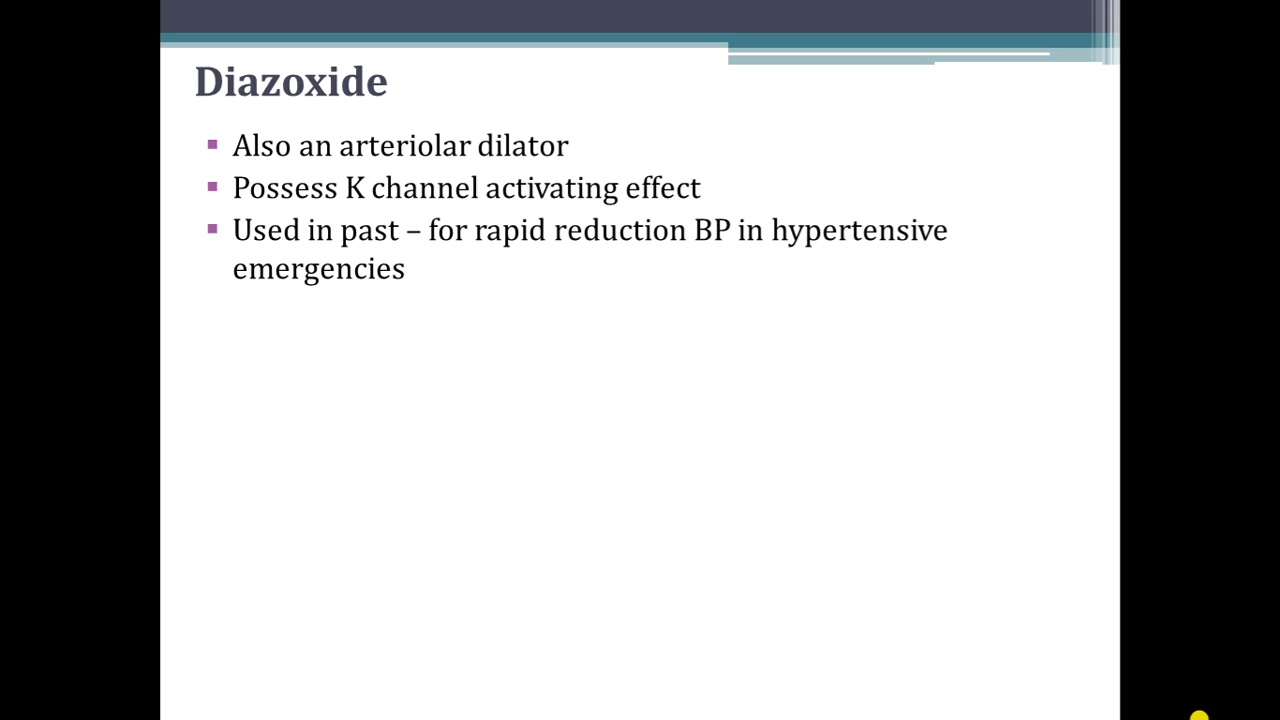 Diazoxide
Also an arteriolar dilator
Possess K channel activating effect
Used in past – for rapid reduction BP in hypertensive
emergencies